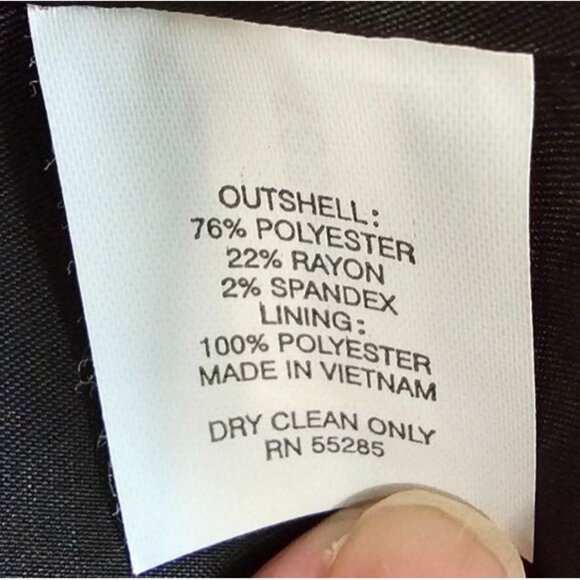 OUTSHELL:
76% POLYESTER
22% RAYON
2% SPANDEX
LINING:
100% POLYESTER
MADE IN VIETNAM
DRY CLEAN ONLY
RN 55285